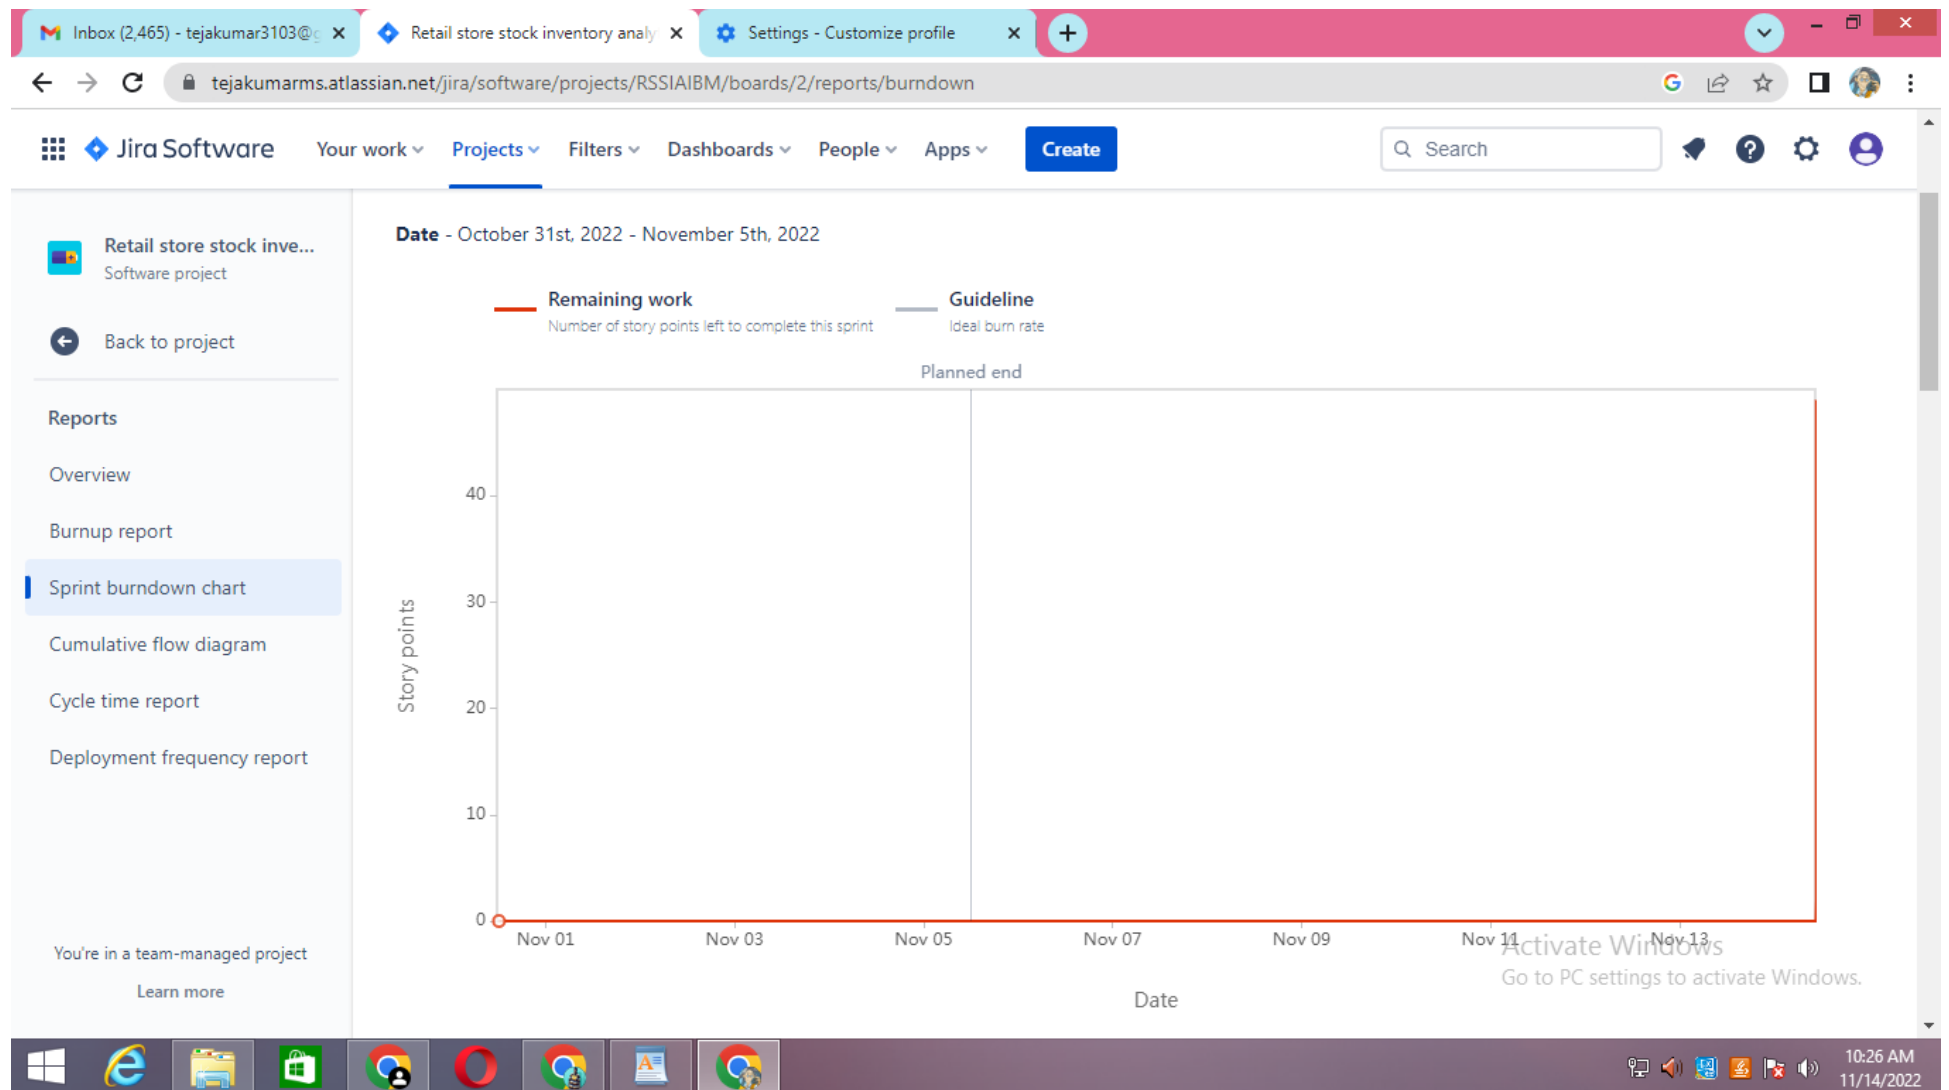 Inbox (2,465) - tejakumar3103@g
Retail store stock inventory analy
Settings - Customize profile
tejakumarms.atlassian.net/jira/software/projects/RSSIAIBM/boards/2/reports/burndown
Jira Software
Your work
Projects
Filters
Dashboards
People
Apps
Create
Search
Retail store stock inve...
Software project
Back to project
Reports
Overview
Burnup report
Sprint burndown chart
Cumulative flow diagram
Cycle time report
Deployment frequency report
You're in a team-managed project
Learn more
Date - October 31st, 2022 - November 5th, 2022
Remaining work
Number of story points left to complete this sprint
Guideline
Ideal burn rate
Planned end
Story points
40
30
20
10
0
Nov 01
Nov 03
Nov 05
Nov 07
Nov 09
Nov 11
Nov 13
Date
Activate Windows
Go to PC settings to activate Windows.
10:26 AM
11/14/2022